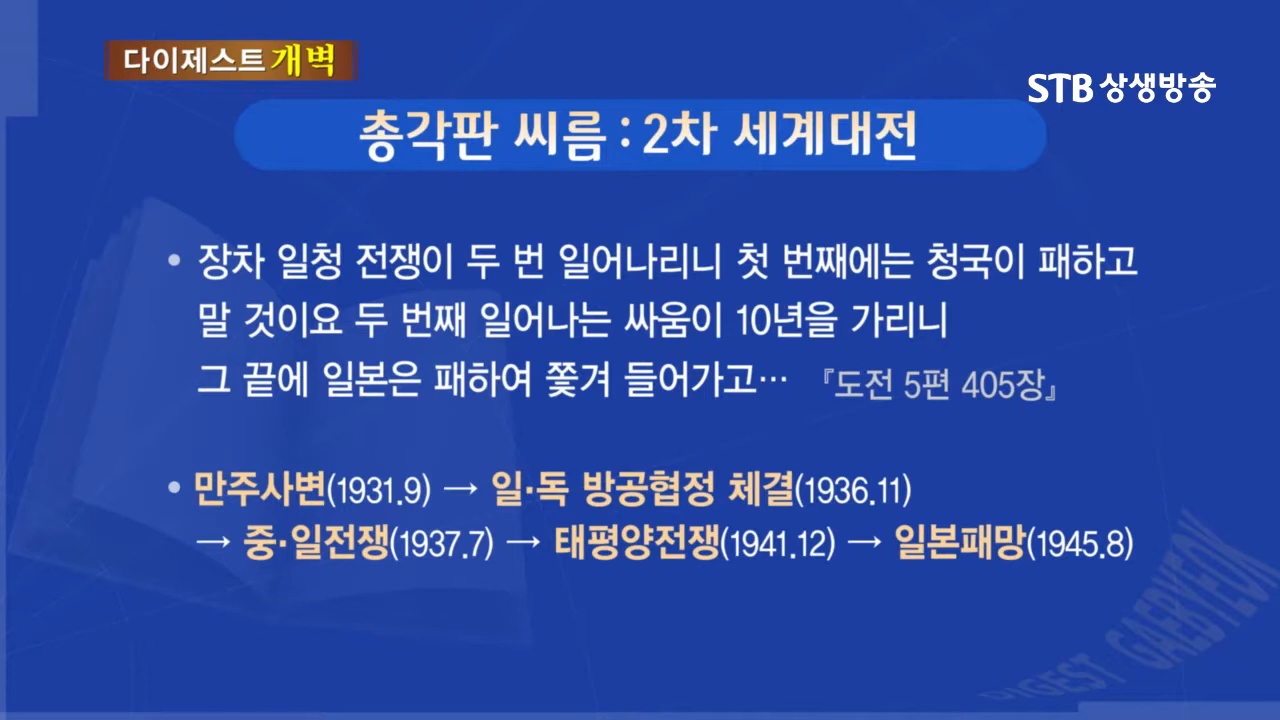 다이제스트개벽
STB 상생방송
총각판 씨름 : 2차 세계대전
• 장차 일청 전쟁이 두 번 일어나리니 첫 번째에는 청국이 패하고
말 것이요 두 번째 일어나는 싸움이 10년을 가리니
그 끝에 일본은 패하여 쫓겨 들어가고… 『도전 5편 405장』
• 만주사변(1931.9) → 일·독 방공협정 체결(1936.11)
→ 중·일전쟁(1937.7) → 태평양전쟁(1941.12) → 일본패망(1945.8)
DIGEST GAEBYEOK